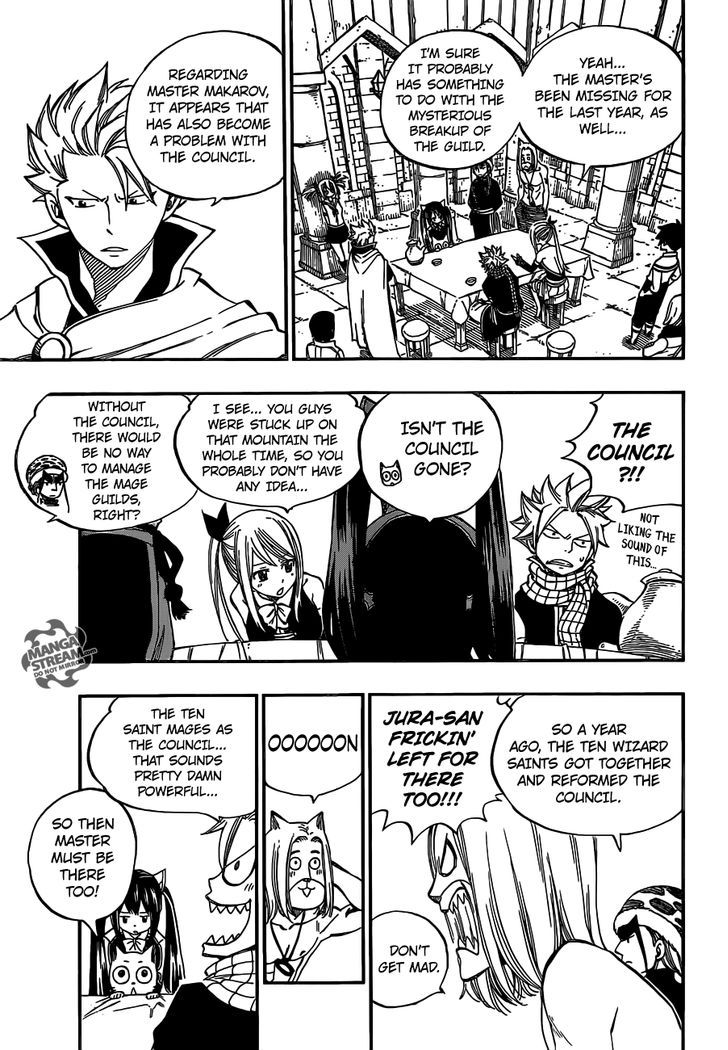 YEAH...
THE MASTER'S
BEEN MISSING FOR
THE LAST YEAR, AS
WELL...
I'M SURE
IT PROBABLY
HAS SOMETHING
TO DO WITH THE
MYSTERIOUS
BREAKUP OF
THE GUILD.
REGARDING
MASTER MAKAROV,
IT APPEARS THAT
HAS ALSO BECOME
A PROBLEM WITH
THE COUNCIL.
THE
COUNCIL
?!!
NOT
LIKING THE
SOUND OF
THIS...
ISN'T THE
COUNCIL
GONE?
I SEE... YOU GUYS
WERE STUCK UP ON
THAT MOUNTAIN THE
WHOLE TIME, SO YOU
PROBABLY DON'T HAVE
ANY IDEA...
WITHOUT
THE COUNCIL,
THERE WOULD
BE NO WAY
TO MANAGE
THE MAGE
GUILDS,
RIGHT?
MANGA
STREAM.com
DO NOT MIRROR
SO A YEAR
AGO, THE TEN WIZARD
SAINTS GOT TOGETHER
AND REFORMED THE
COUNCIL.
JURA-SAN
FRICKIN'
LEFT FOR
THERE
TOO!!!
DON'T
GET MAD.
OOOOOON
THE TEN
SAINT MAGES AS
THE COUNCIL...
THAT SOUNDS
PRETTY DAMN
POWERFUL...
SO THEN
MASTER
MUST BE
THERE
TOO!